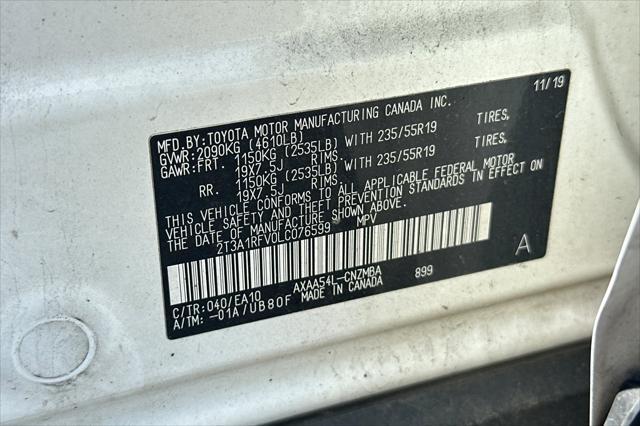 MFD.BY:TOYOTA MOTOR MANUFACTURING CANADA INC. 11/19
GVWR:2090KG (4610LB)
GAWR:FRT. 1150KG (2535LB) WITH 235/55R19 TIRES,
19X7.5J RIMS,
RR. 1150KG (2535LB) WITH 235/55R19 TIRES,
19X7.5J RIMS.
THIS VEHICLE CONFORMS TO ALL APPLICABLE FEDERAL MOTOR
VEHICLE SAFETY AND THEFT PREVENTION STANDARDS IN EFFECT ON
THE DATE OF MANUFACTURE SHOWN ABOVE.
2T3A1RFV0LC076599 MPV
A
AXAA54L-CNZMBA 899
C/TR:040/EA10
A/TM:-01A/UB80F MADE IN CANADA